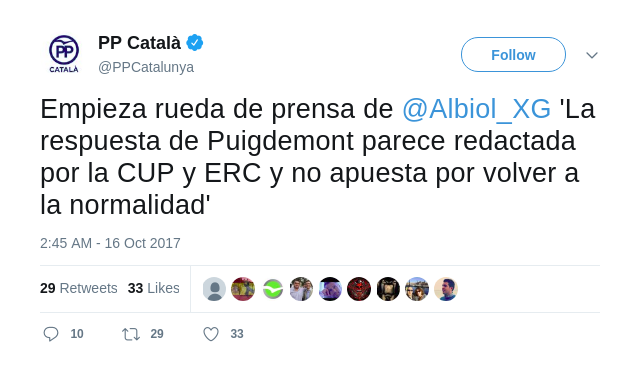 PP Català
@PPCatalunya
CATALÀ
Follow
Empieza rueda de prensa de @Albiol_XG 'La
respuesta de Puigdemont parece redactada
por la CUP y ERC y no apuesta por volver a
la normalidad'
2:45 AM - 16 Oct 2017
29 Retweets 33 Likes
10 29 33